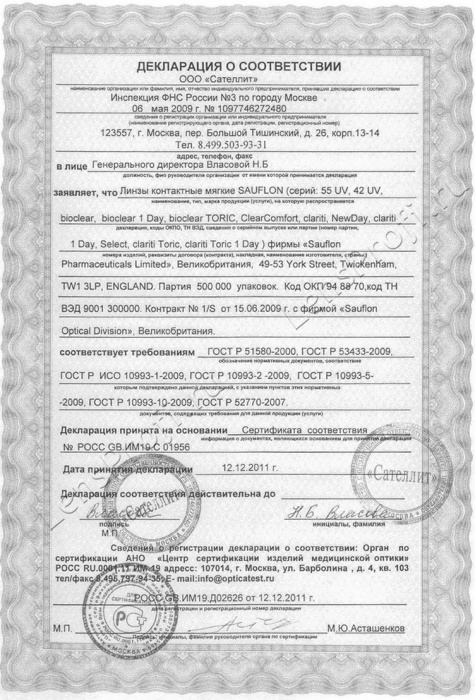 ДЕКЛАРАЦИЯ О СООТВЕТСТВИИ
ООО «Сателлит»
наименование организации или фамилия, имя, отчество индивидуального предпринимателя, принявших декларацию о соответствии
Инспекция ФНС России №3 по городу Москве
06 мая 2009 г. № 1097746272480
сведения о регистрации организации или индивидуального предпринимателя
(наименование регистрирующего органа, дата регистрации, регистрационный номер)
123557, г. Москва, пер. Большой Тишинский, д. 26, корп.13-14
Тел. 8.499.503-93-31
адрес, телефон, факс
в лице Генерального директора Власовой Н.Б
должность, фио руководителя организации от имени которой принимается декларация
заявляет, что Линзы контактные мягкие SAUFLON (серий: 55 UV, 42 UV,
наименование, тип, марка продукции (услуги), на которую распространяется
bioclear, bioclear 1 Day, bioclear TORIC, ClearComfort, clariti, NewDay, clariti
декларация, коды ОКП, ТН ВЭД, сведения о серийном выпуске или партии (номер партии,
1 Day, Select, clariti Toric, clariti Toric 1 Day ) фирмы «Sauflon
номера изделий, реквизиты договора (контракта), накладная, наименование изготовителя, страны)
Pharmaceuticals Limited», Великобритания, 49-53 York Street, Twickenham,
TW1 3LP, ENGLAND. Партия 500 000 упаковок. Код ОКП 94 88 70,код ТН
ВЭД 9001 300000. Контракт № 1/S от 15.06.2009 г. с фирмой «Sauflon
Optical Division», Великобритания.
соответствует требованиям ГОСТ Р 51580-2000, ГОСТ Р 53433-2009,
обозначение нормативных документов, соответствие
ГОСТ Р ИСО 10993-1-2009, ГОСТ Р 10993-2 -2009, ГОСТ Р 10993-5-
которым подтверждено данной декларацией, с указанием пунктов этих нормативных
-2009, ГОСТ Р 10993-10-2009, ГОСТ Р 52770-2007.
документов, содержащих требования для данной продукции (услуги)
Декларация принята на основании Сертификата соответствия
информация о документах, являющихся основанием для принятия декларации
№ РОСС GB.ИМ19.С 01956
Дата принятия декларации 12.12.2011 г.
Декларация соответствия действительна до
Власова
Н.Б. Власова
подпись
инициалы, фамилия
М.П.
«Сателлит»
«Сателлит»
Сведения о регистрации декларации о соответствии: Орган по
сертификации АНО «Центр сертификации изделий медицинской оптики»
РОСС RU.0001.11 ИМ 19 адрес: 107014, г. Москва, ул. Барболина , д. 4, кв. 103
тел/факс 8.495.797-94-35, E- mail:info@opticatest.ru
РОСС GB.ИМ19.Д02626 от 12.12.2011 г.
дата регистрации и регистрационный номер декларации
М.П.
М.Ю.Асташенков
Подпись, инициалы, фамилия руководителя органа по сертификации